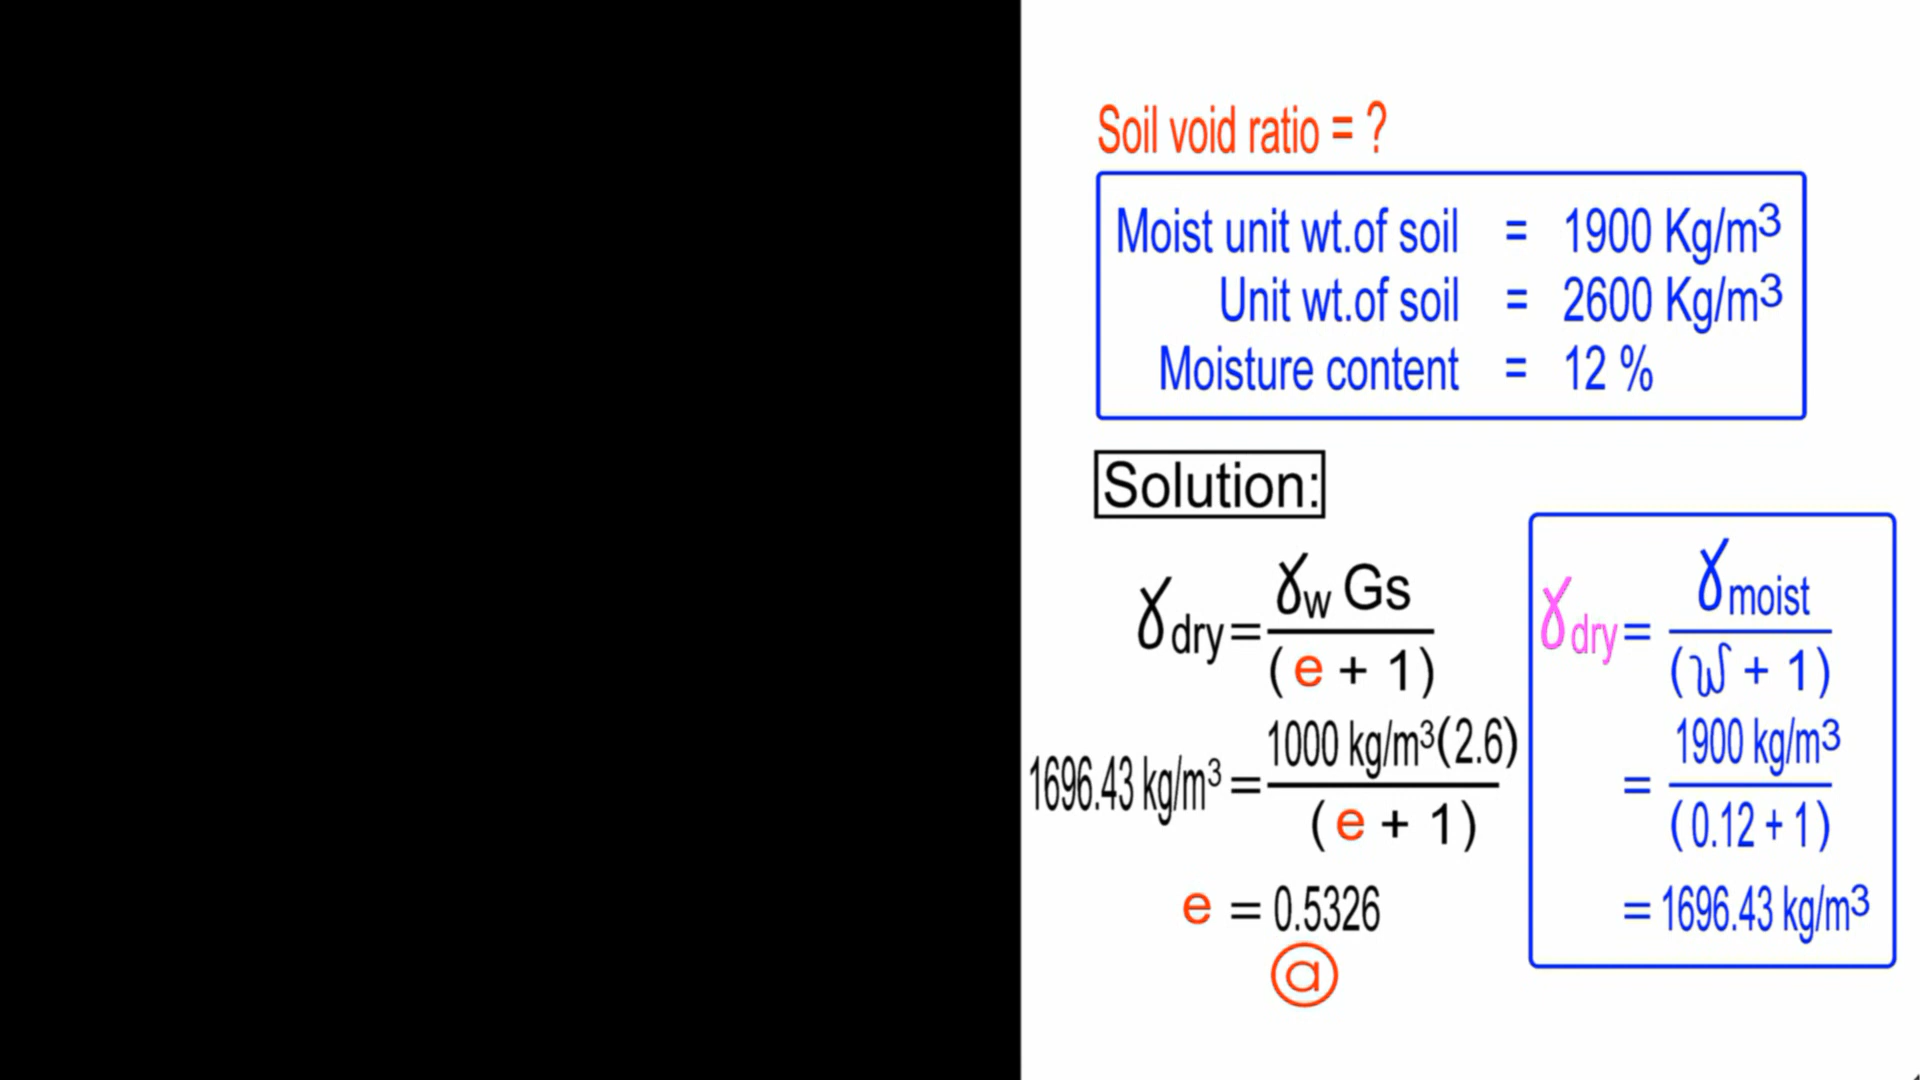 Soil void ratio = ?
Moist unit wt.of soil = 1900 Kg/m³
Unit wt.of soil = 2600 Kg/m³
Moisture content = 12 %
Solution:
γdry = γw Gs / ( e + 1 )
1696.43 kg/m³ = 1000 kg/m³(2.6) / ( e + 1 )
e = 0.5326
a
γdry = γmoist / ( w + 1 )
= 1900 kg/m³ / ( 0.12 + 1 )
= 1696.43 kg/m³